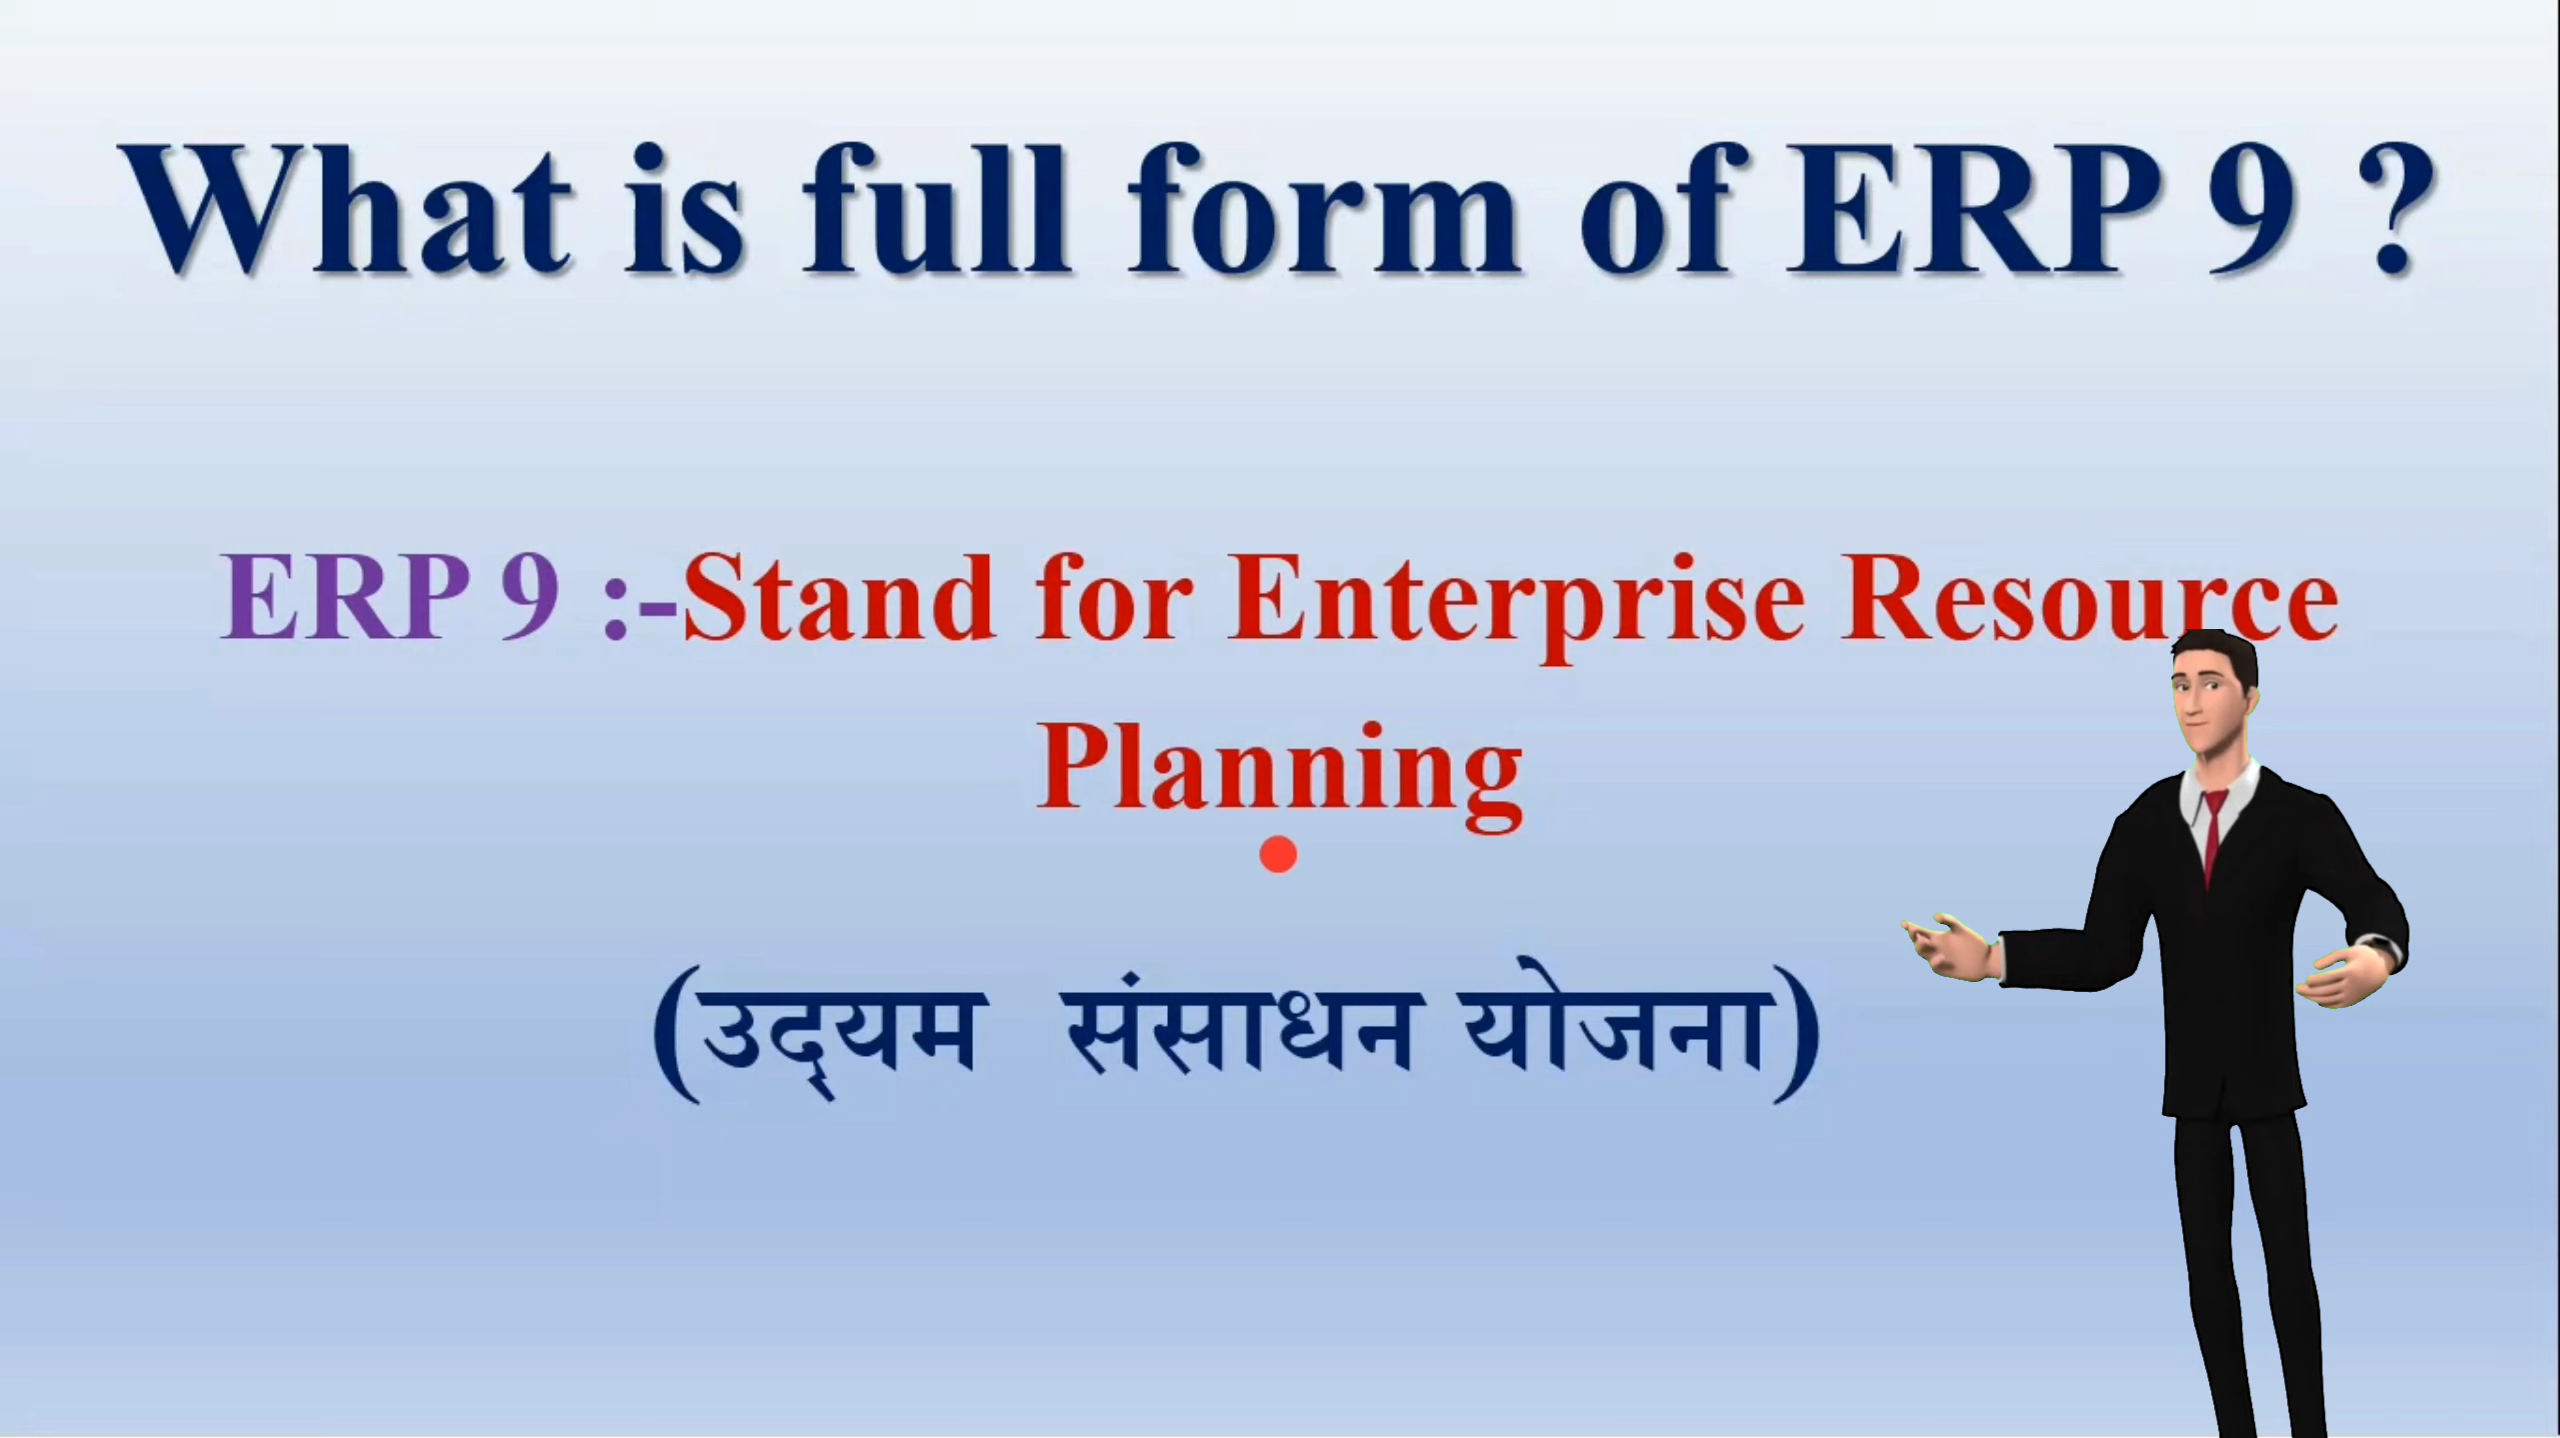 What is full form of ERP 9 ?
ERP 9 :-Stand for Enterprise Resource
Planning
(उद्यम संसाधन योजना)